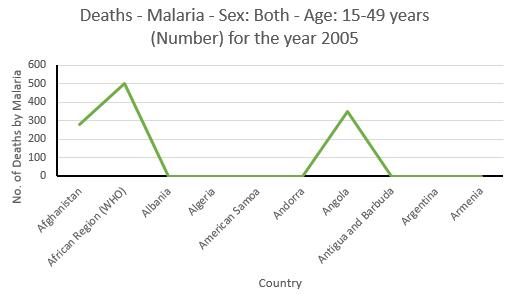 Deaths - Malaria - Sex: Both - Age: 15-49 years
(Number) for the year 2005
No. of Deaths by Malaria
600
500
400
300
200
100
0
Afghanistan
African Region (WHO)
Albania
Algeria
American Samoa
Andorra
Angola
Antigua and Barbuda
Argentina
Armenia
Country